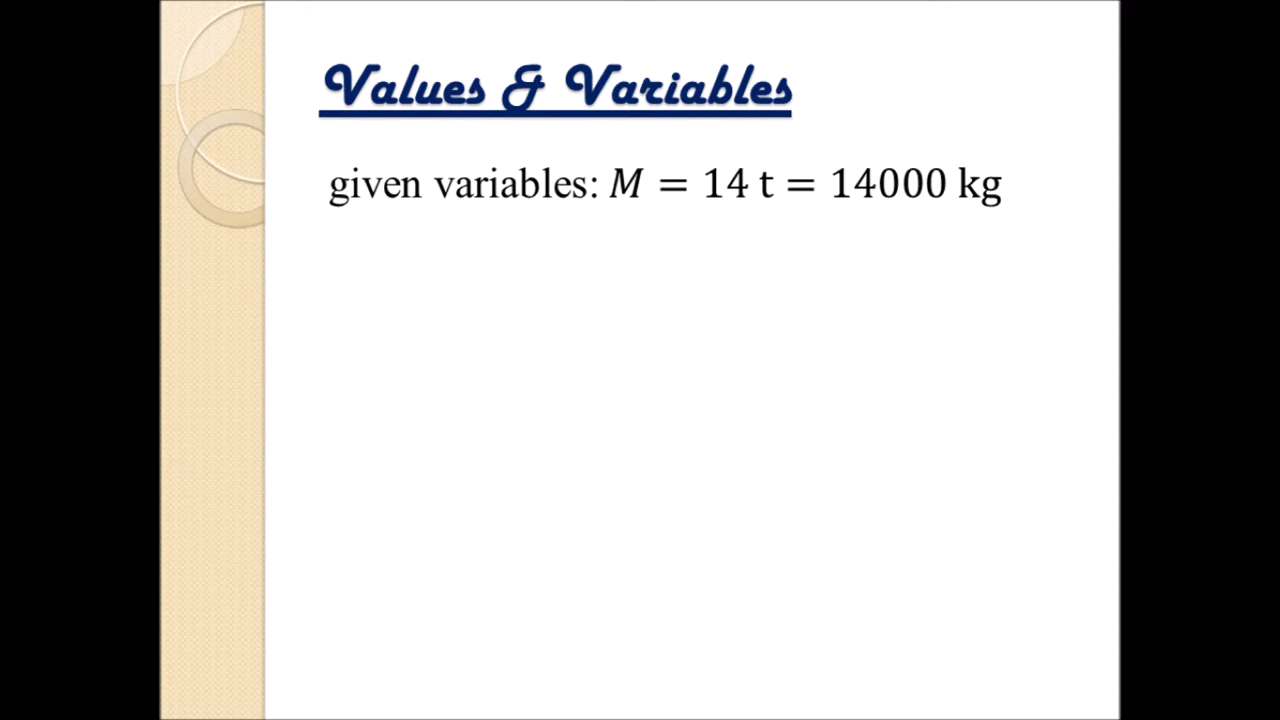 Values & Variables
given variables: M = 14 t = 14000 kg